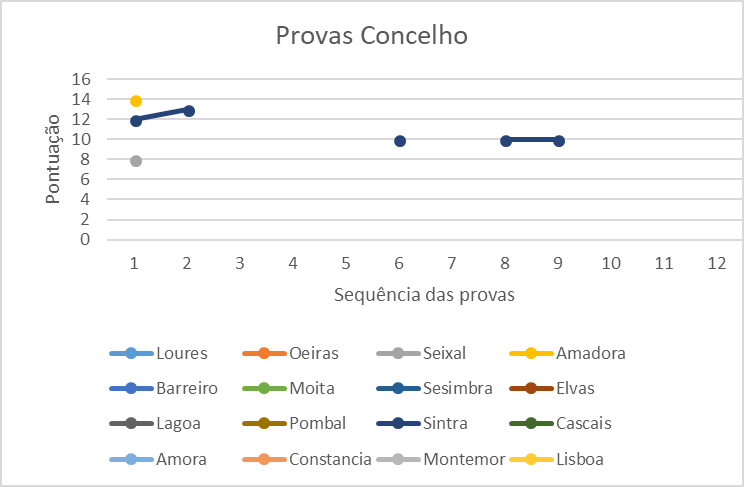 Provas Concelho
16
14
12
10
8
6
4
2
0
Pontuação
1 2 3 4 5 6 7 8 9 10 11 12
Sequência das provas
Loures Oeiras Seixal Amadora
Barreiro Moita Sesimbra Elvas
Lagoa Pombal Sintra Cascais
Amora Constancia Montemor Lisboa